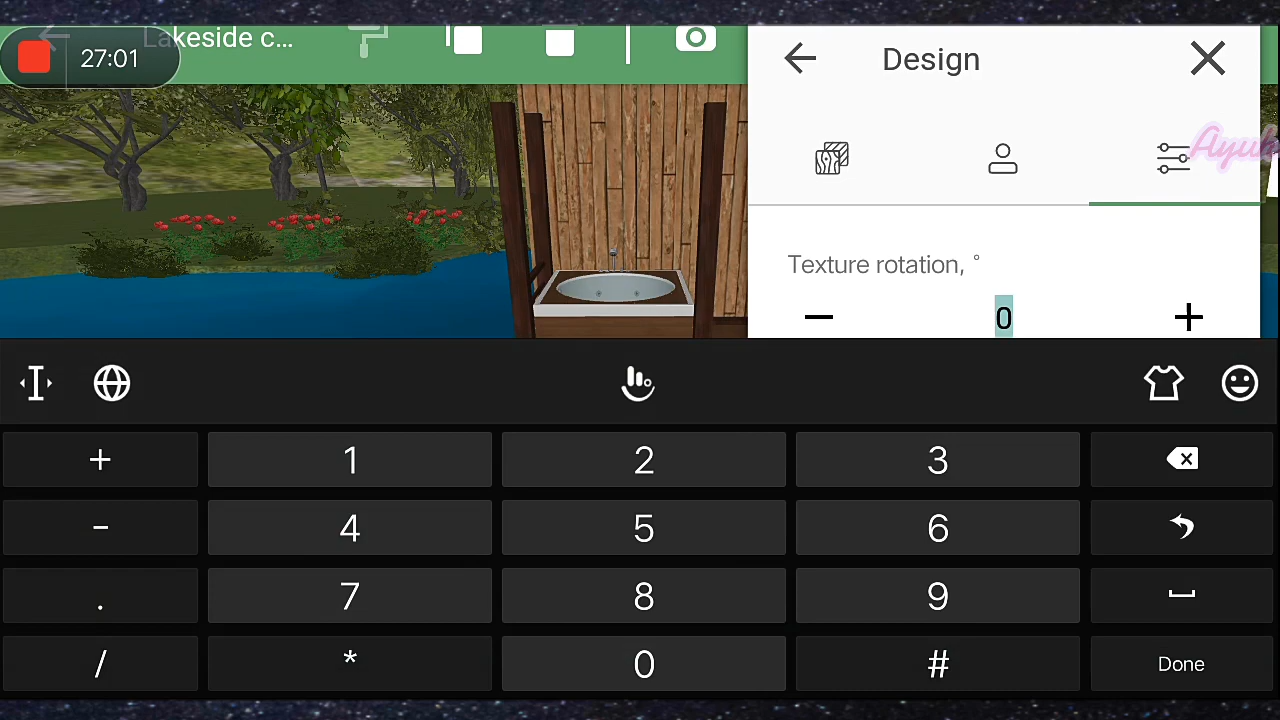 Lakeside c...
27:01
Design
Texture rotation, °
0
+ 1 2 3
- 4 5 6
. 7 8 9
/ * 0 # Done